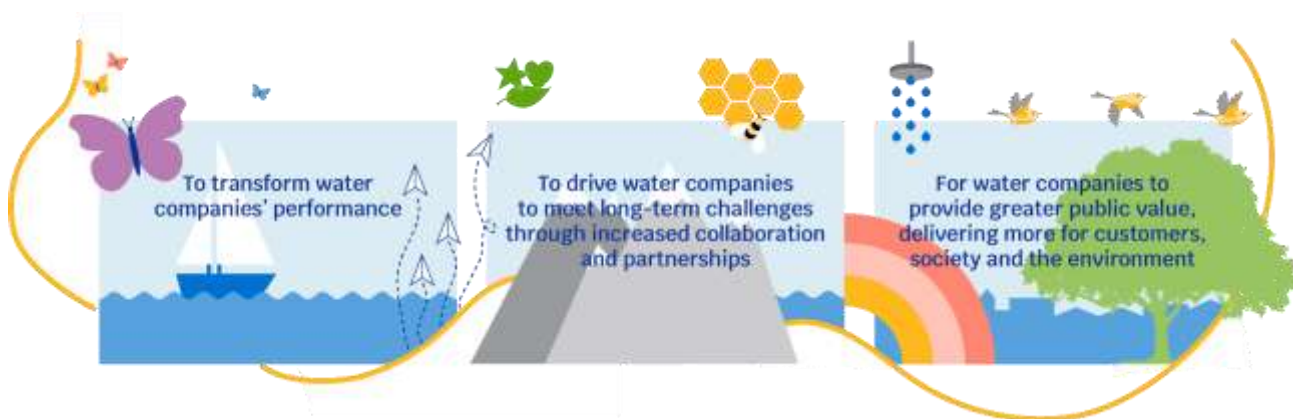 To transform water
companies' performance
To drive water companies
to meet long-term challenges
through increased collaboration
and partnerships
For water companies to
provide greater public value,
delivering more for customers,
society and the environment